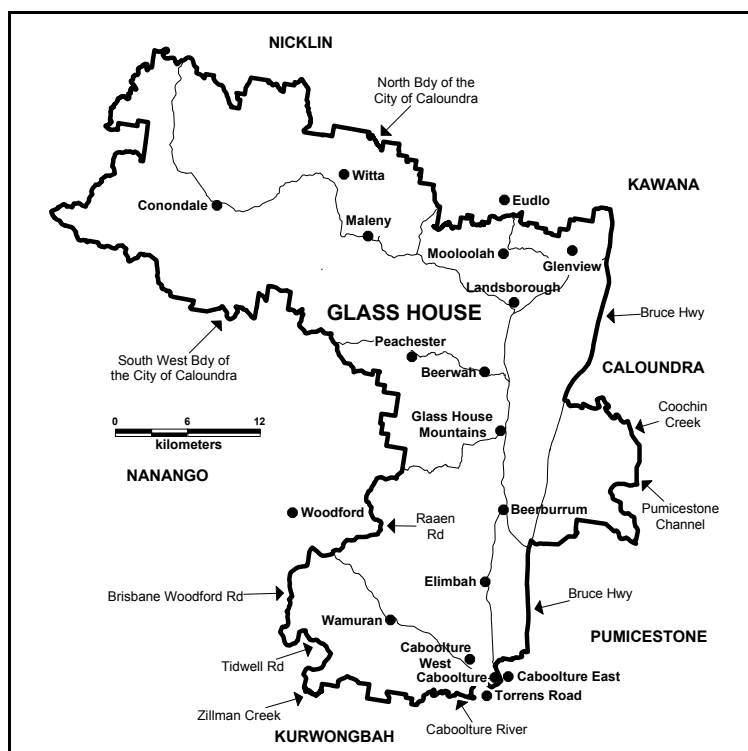 NICKLIN
North Bdy of the
City of Caloundra
Witta
KAWANA
Conondale
Eudlo
Maleny
Mooloolah
Glenview
Landsborough
GLASS HOUSE
Bruce Hwy
Peachester
South West Bdy of
the City of Caloundra
Beerwah
CALOUNDRA
Coochin
Creek
0 6 12
kilometers
Glass House
Mountains
NANANGO
Woodford
Raaen
Rd
Beerburrum
Pumicestone
Channel
Elimbah
Brisbane Woodford Rd
Bruce Hwy
Wamuran
PUMICESTONE
Caboolture
West
Tidwell Rd
Caboolture
Caboolture East
Torrens Road
Zillman Creek
Caboolture River
KURWONGBAH